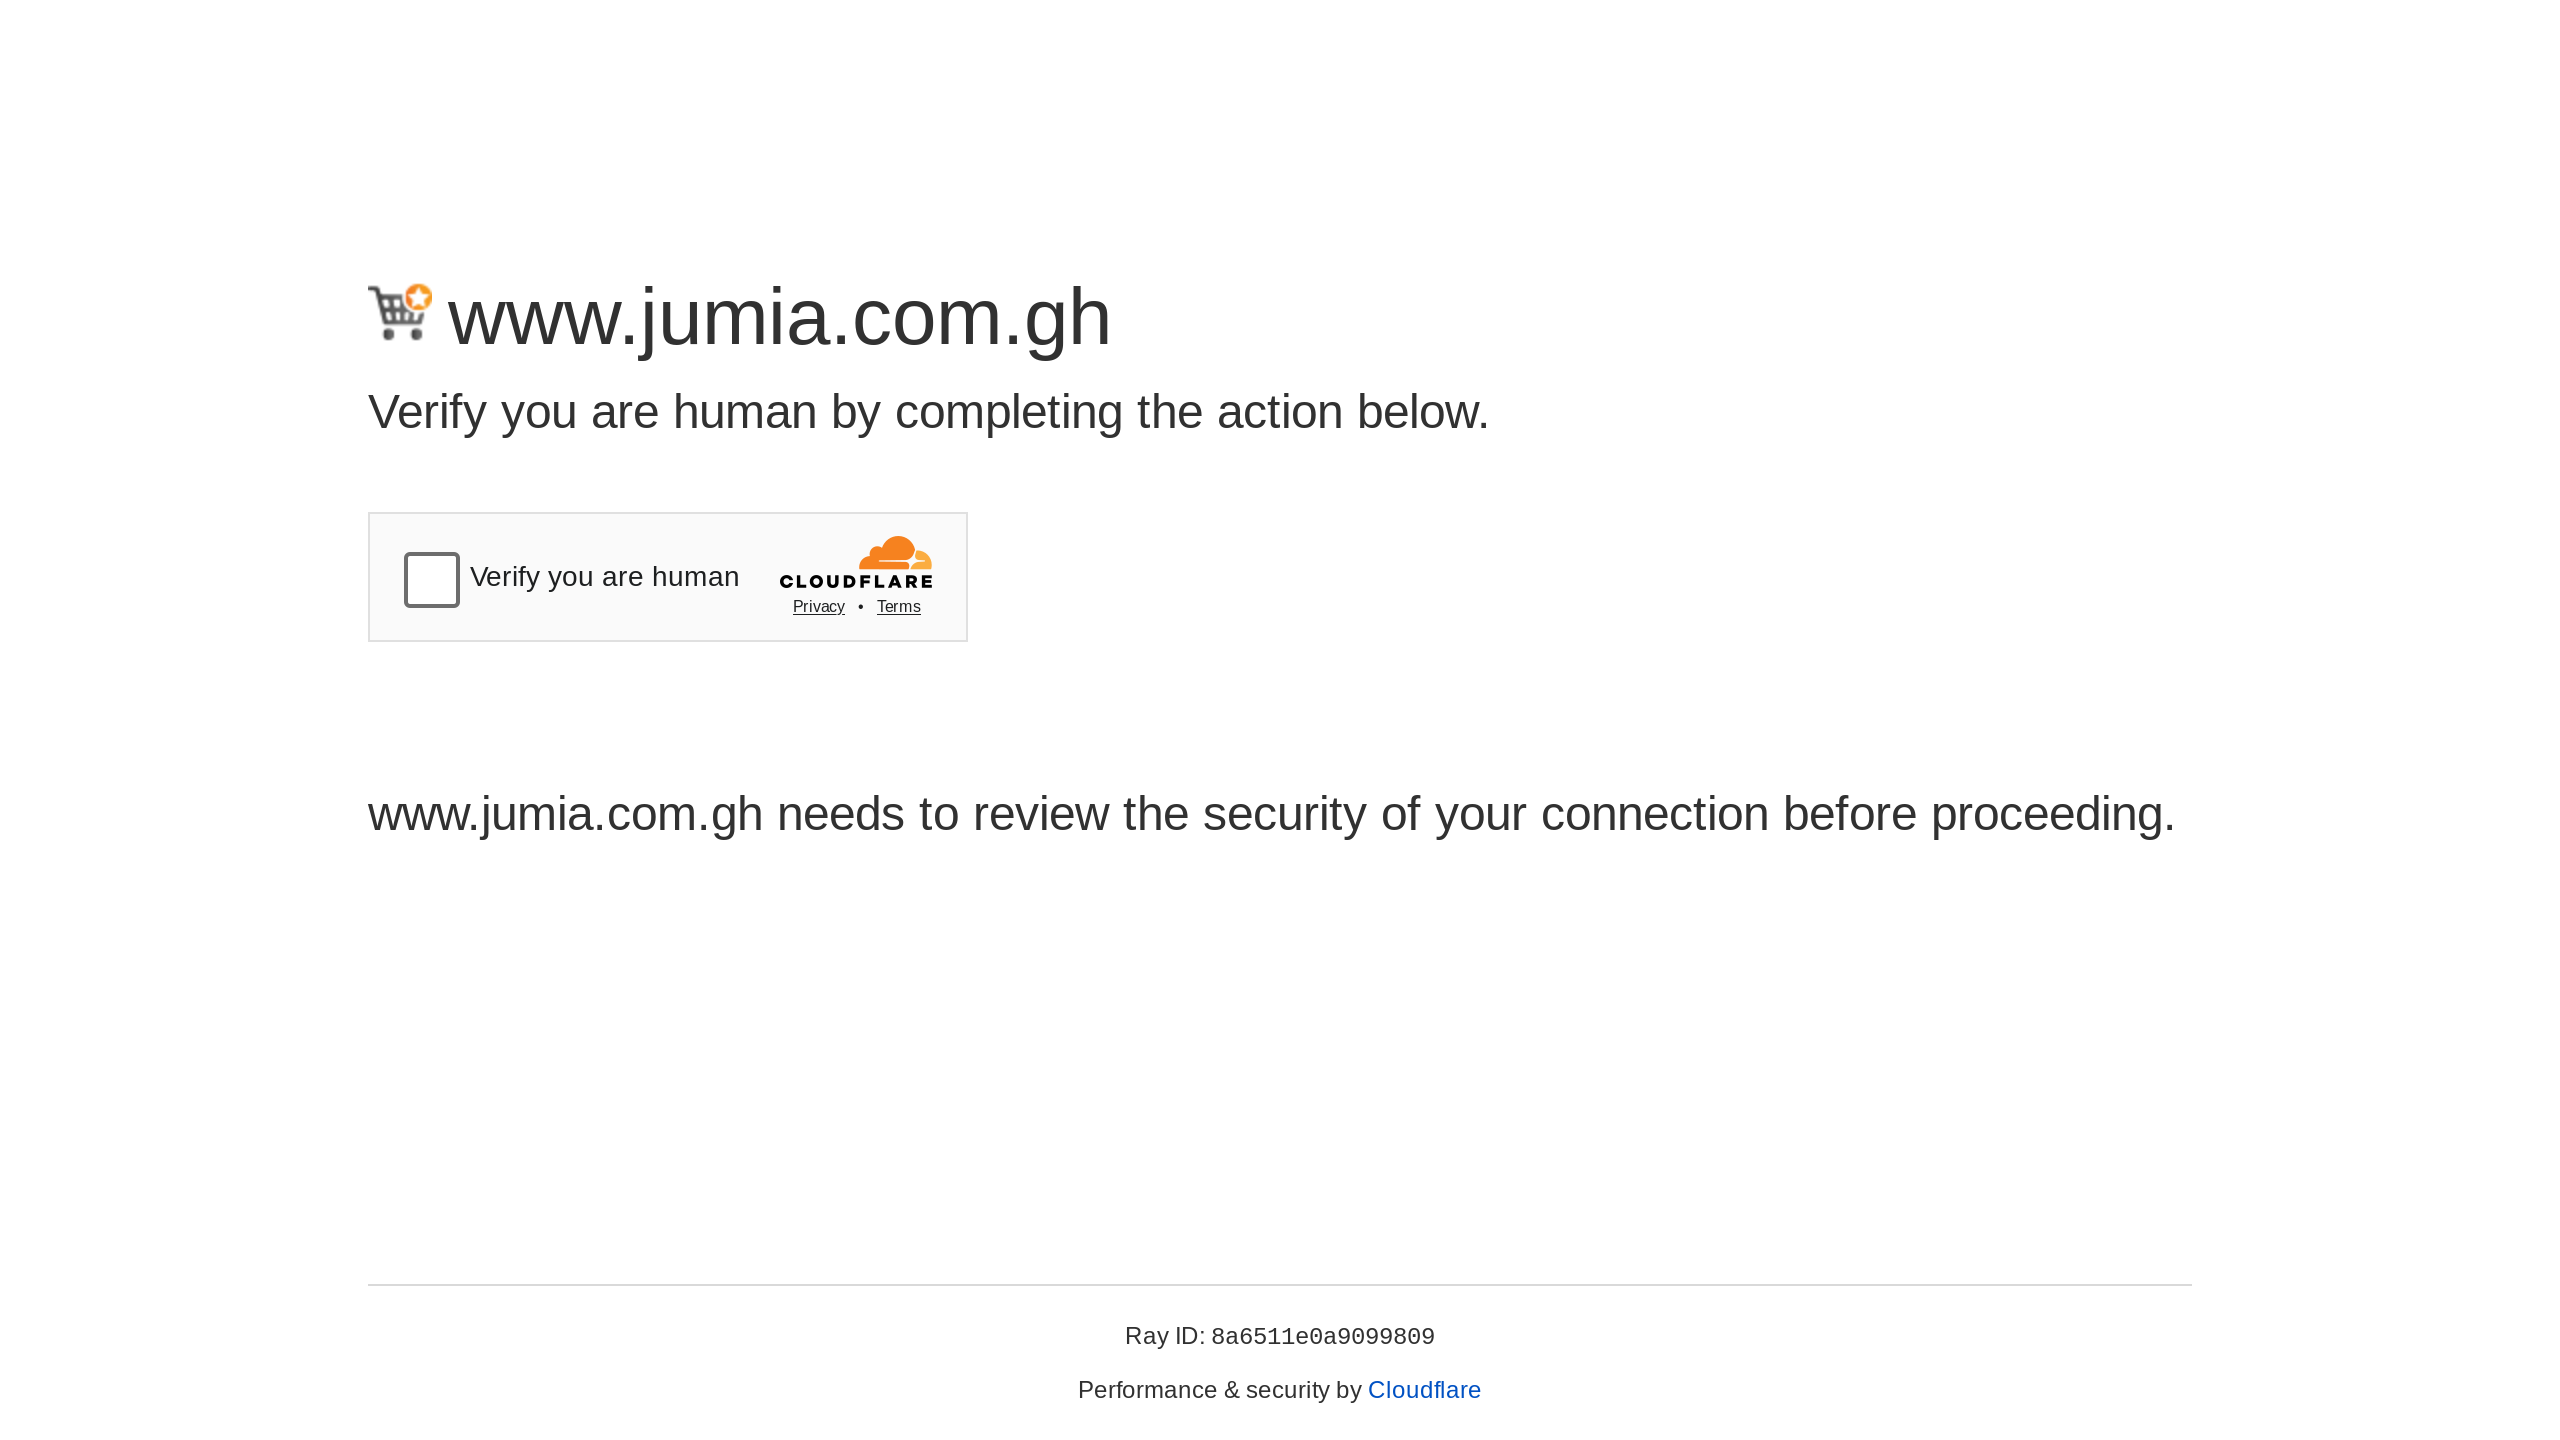 www.jumia.com.gh
Verify you are human by completing the action below.
Verify you are human
CLOUDFLARE
Privacy • Terms
www.jumia.com.gh needs to review the security of your connection before proceeding.
Ray ID: 8a6511e0a9099809
Performance & security by Cloudflare